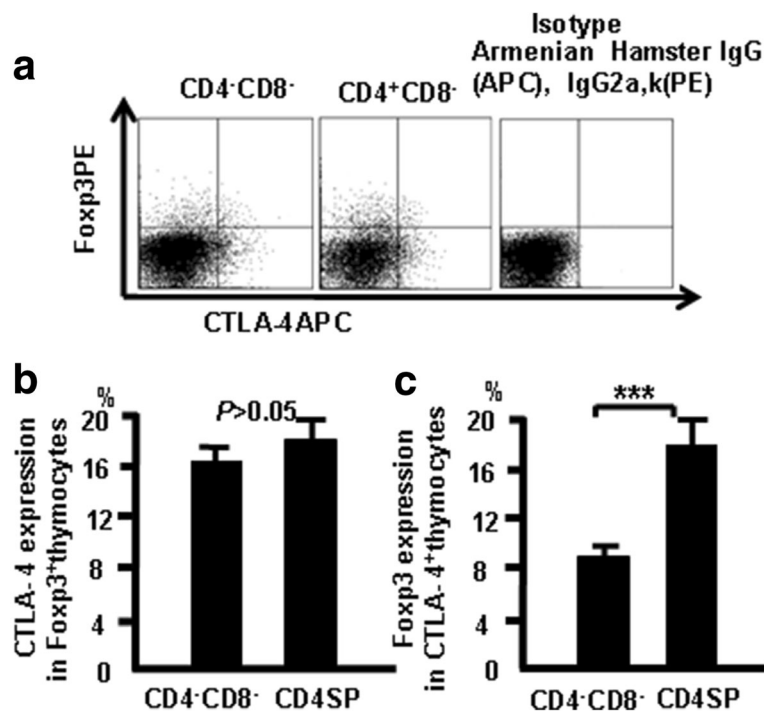 a
Isotype
Armenian Hamster IgG
(APC), IgG2a,k(PE)
CD4⁻CD8⁻
CD4⁺CD8⁻
Foxp3PE
CTLA-4APC
b
%
20
16
12
8
4
0
CTLA-4 expression
in Foxp3⁺thymocytes
P>0.05
CD4⁻CD8⁻
CD4SP
c
%
20
16
12
8
4
0
Foxp3 expression
in CTLA-4⁺thymocytes
***
CD4⁻CD8⁻
CD4SP